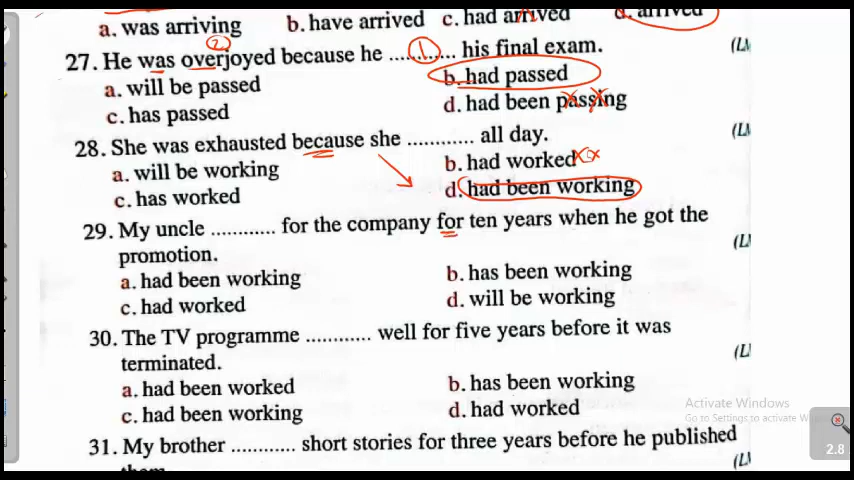 a. was arriving b. have arrived c. had arrived d. arrived
27. He was overjoyed because he ............ his final exam.
a. will be passed b. had passed
c. has passed d. had been passing
28. She was exhausted because she ............ all day.
a. will be working b. had worked
c. has worked d. had been working
29. My uncle ............ for the company for ten years when he got the
promotion.
a. had been working b. has been working
c. had worked d. will be working
30. The TV programme ............ well for five years before it was
terminated.
a. had been worked b. has been working
c. had been working d. had worked
31. My brother ............ short stories for three years before he published
them.
Activate Windows
Go to Settings to activate
2.8